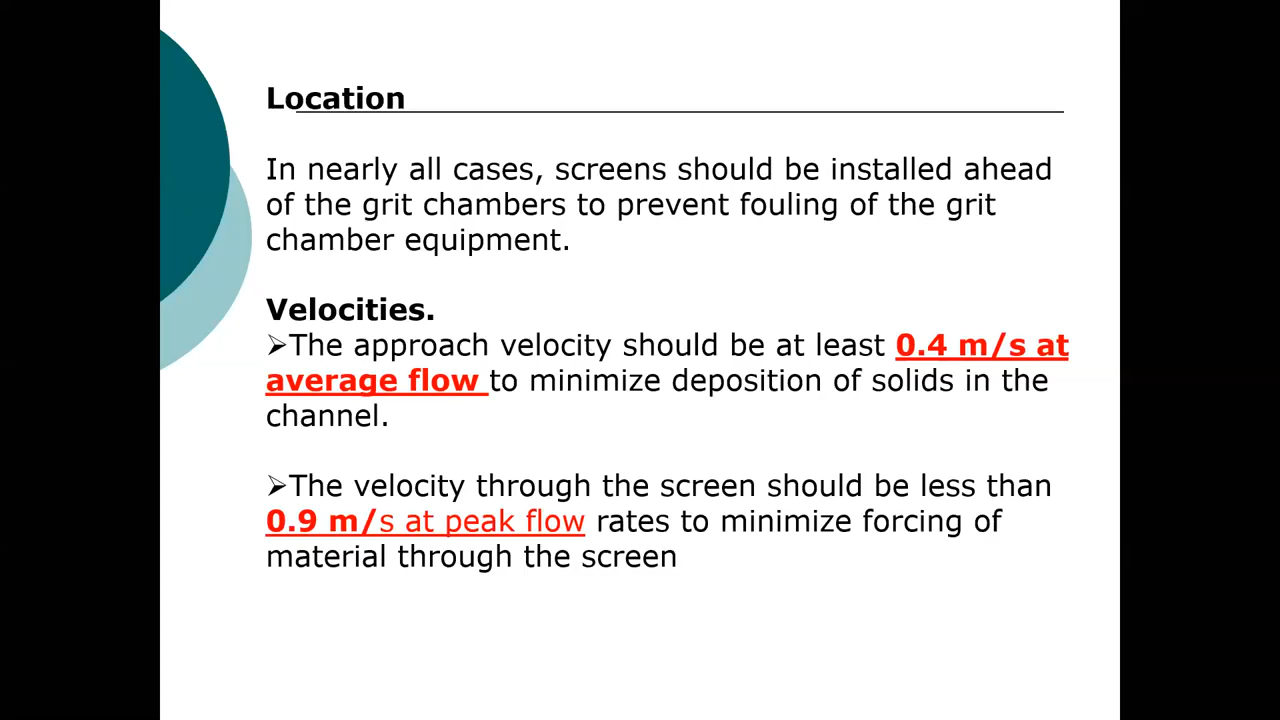 Location
In nearly all cases, screens should be installed ahead
of the grit chambers to prevent fouling of the grit
chamber equipment.
Velocities.
➢The approach velocity should be at least 0.4 m/s at
average flow to minimize deposition of solids in the
channel.
➢The velocity through the screen should be less than
0.9 m/s at peak flow rates to minimize forcing of
material through the screen